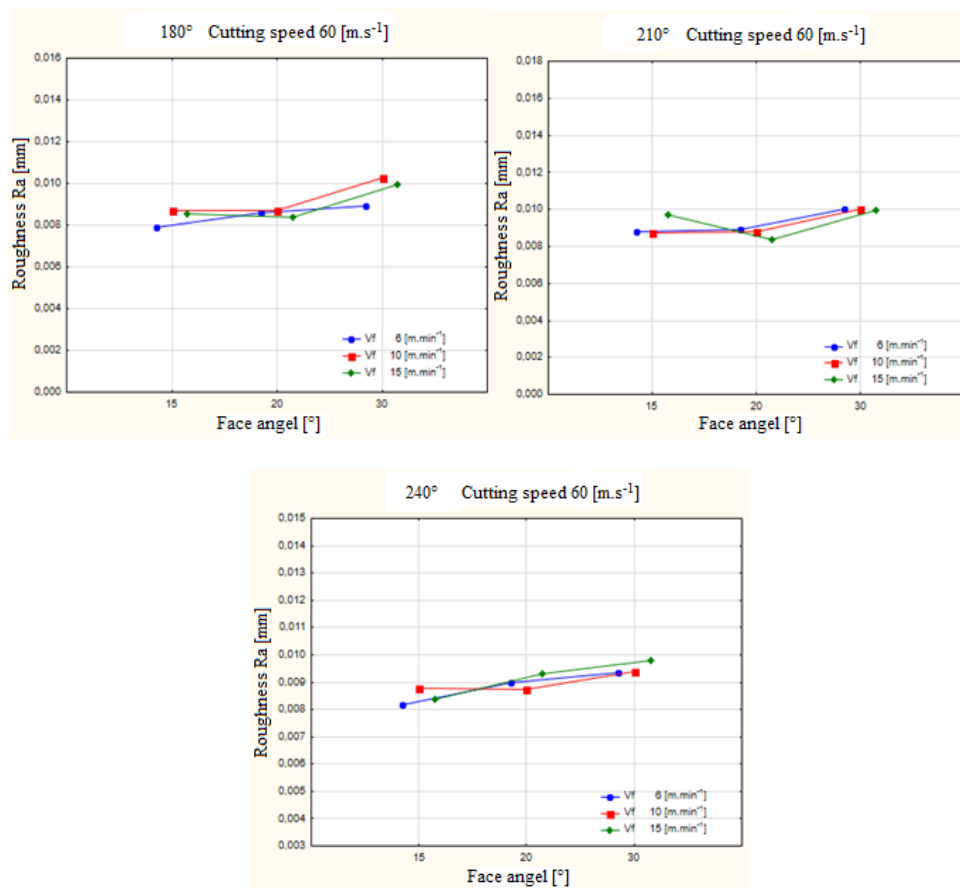 180° Cutting speed 60 [m.s⁻¹]
Roughness Ra [mm]
0,016
0,014
0,012
0,010
0,008
0,006
0,004
0,002
0,000
Vf 6 [m.min⁻¹]
Vf 10 [m.min⁻¹]
Vf 15 [m.min⁻¹]
15 20 30
Face angel [°]
210° Cutting speed 60 [m.s⁻¹]
Roughness Ra [mm]
0,018
0,016
0,014
0,012
0,010
0,008
0,006
0,004
0,002
0,000
Vf 6 [m.min⁻¹]
Vf 10 [m.min⁻¹]
Vf 15 [m.min⁻¹]
15 20 30
Face angel [°]
240° Cutting speed 60 [m.s⁻¹]
Roughness Ra [mm]
0,015
0,014
0,013
0,012
0,011
0,010
0,009
0,008
0,007
0,006
0,005
0,004
0,003
Vf 6 [m.min⁻¹]
Vf 10 [m.min⁻¹]
Vf 15 [m.min⁻¹]
15 20 30
Face angel [°]